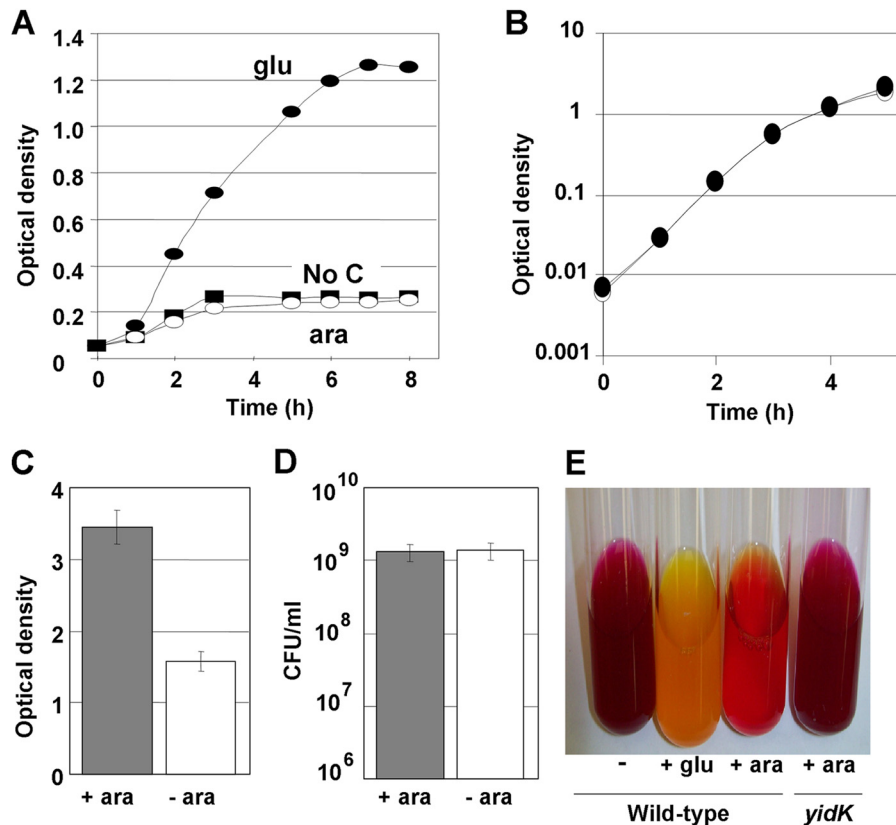 A
1.4
1.2
1.0
0.8
0.6
0.4
0.2
0
Optical density
glu
No C
ara
0 2 4 6 8
Time (h)
B
10
1
0.1
0.01
0.001
Optical density
0 2 4
Time (h)
C
4
3
2
1
0
Optical density
+ ara - ara
D
10^10
10^9
10^8
10^7
10^6
CFU/ml
+ ara - ara
E
- + glu + ara + ara
Wild-type yidK